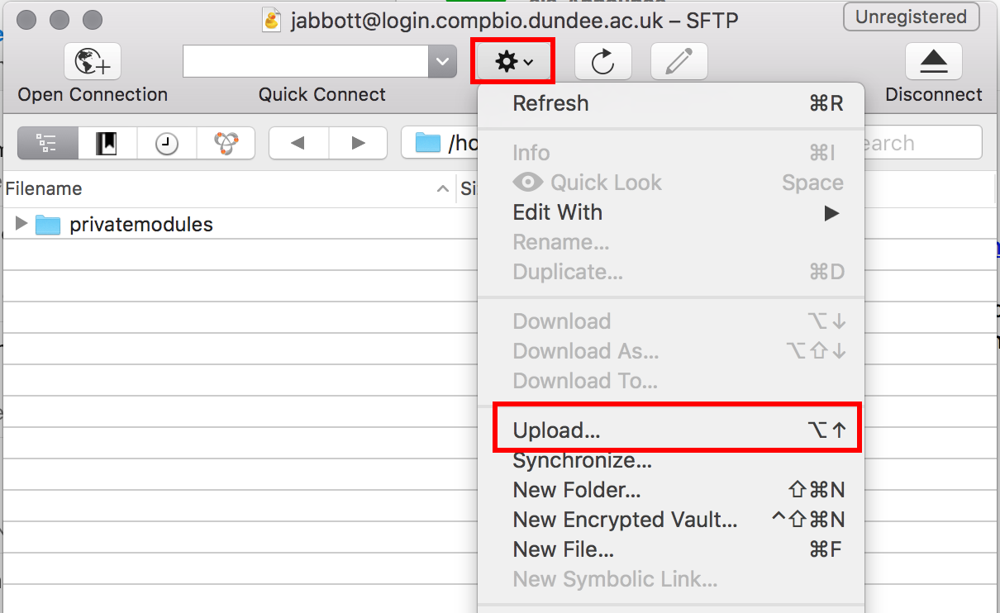 jabbott@login.compbio.dundee.ac.uk – SFTP
Unregistered
Open Connection
Quick Connect
Disconnect
/ho
earch
Filename
Si
privatemodules
Refresh ⌘R
Info ⌘I
Quick Look Space
Edit With ▶
Rename...
Duplicate... ⌘D
Download ⌥↓
Download As... ⌥⇧↓
Download To...
Upload... ⌥↑
Synchronize...
New Folder... ⇧⌘N
New Encrypted Vault... ^⇧⌘N
New File... ⌘F
New Symbolic Link...